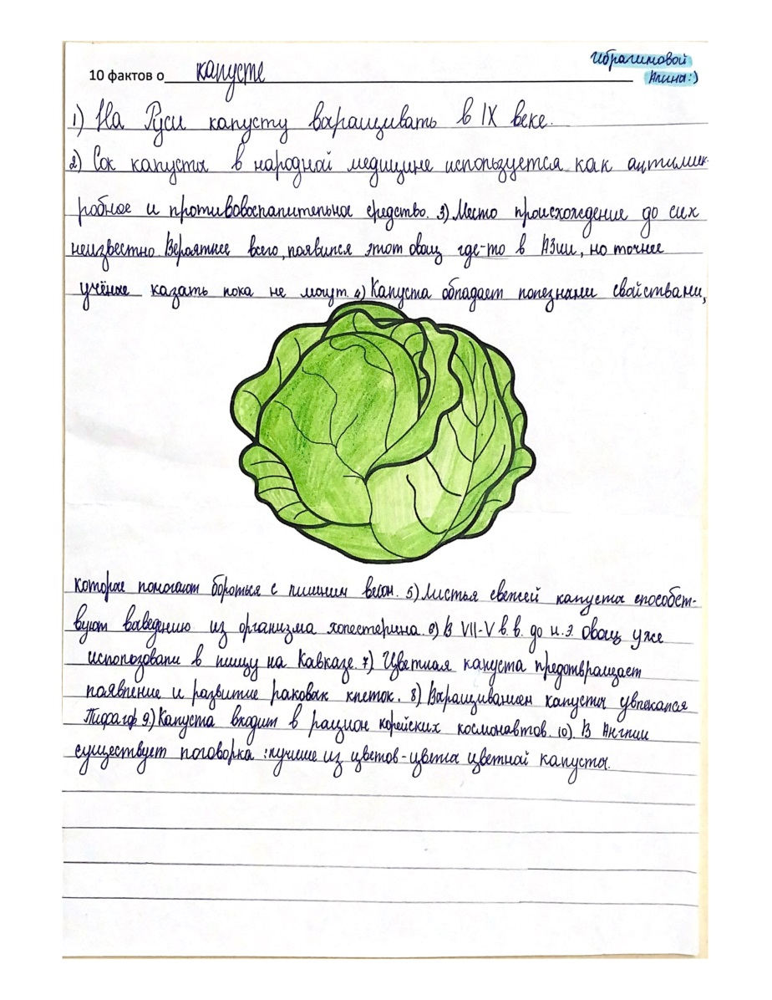 Ибрагимовой
10 фактов о капусте
Алины:)
1) На Руси капусту выращивать в IX веке.
2) Сок капусты в народной медицине используется как антимик-
робное и противовоспалительное средство. 3) Место происхождение до сих
неизвестно. Вероятнее всего, появился этот овощ где-то в Азии, но точнее
учёные казать пока не могут. 4) Капуста обладает полезными свойствами,
которые помогают бороться с лишним весом. 5) Листья свежей капусты способст-
вуют выведению из организма холестерина. 6) В VII-V в.в. до н.э. овощ уже
использовали в пищу на Кавказе. 7) Цветная капуста предотвращает
появление и развитие раковых клеток. 8) Выращиванием капусты увлекался
Пифагор 9.) Капуста входит в рацион корейских космонавтов. 10). В Англии
существует поговорка : лучшие из цветов-цветы цветной капусты.